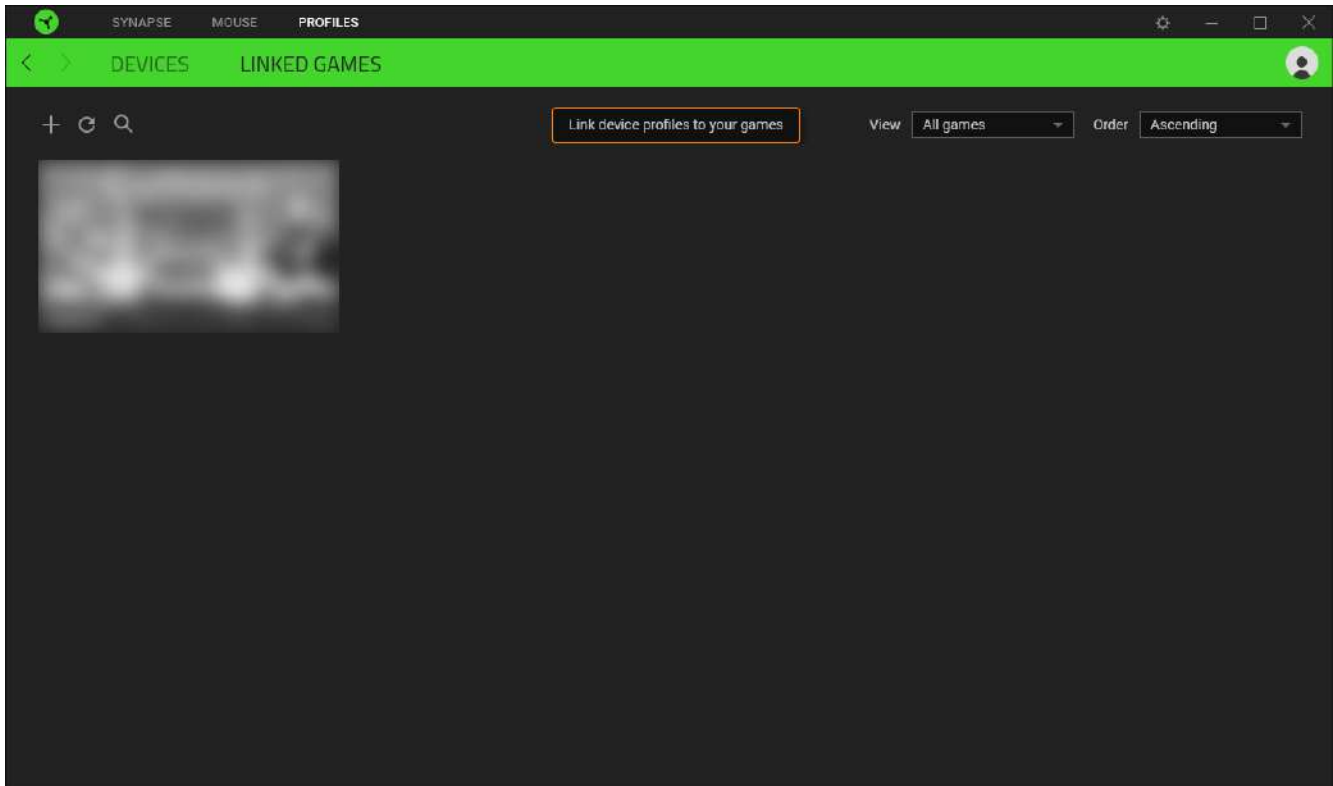 SYNAPSE MOUSE PROFILES
DEVICES LINKED GAMES
Link device profiles to your games View All games Order Ascending